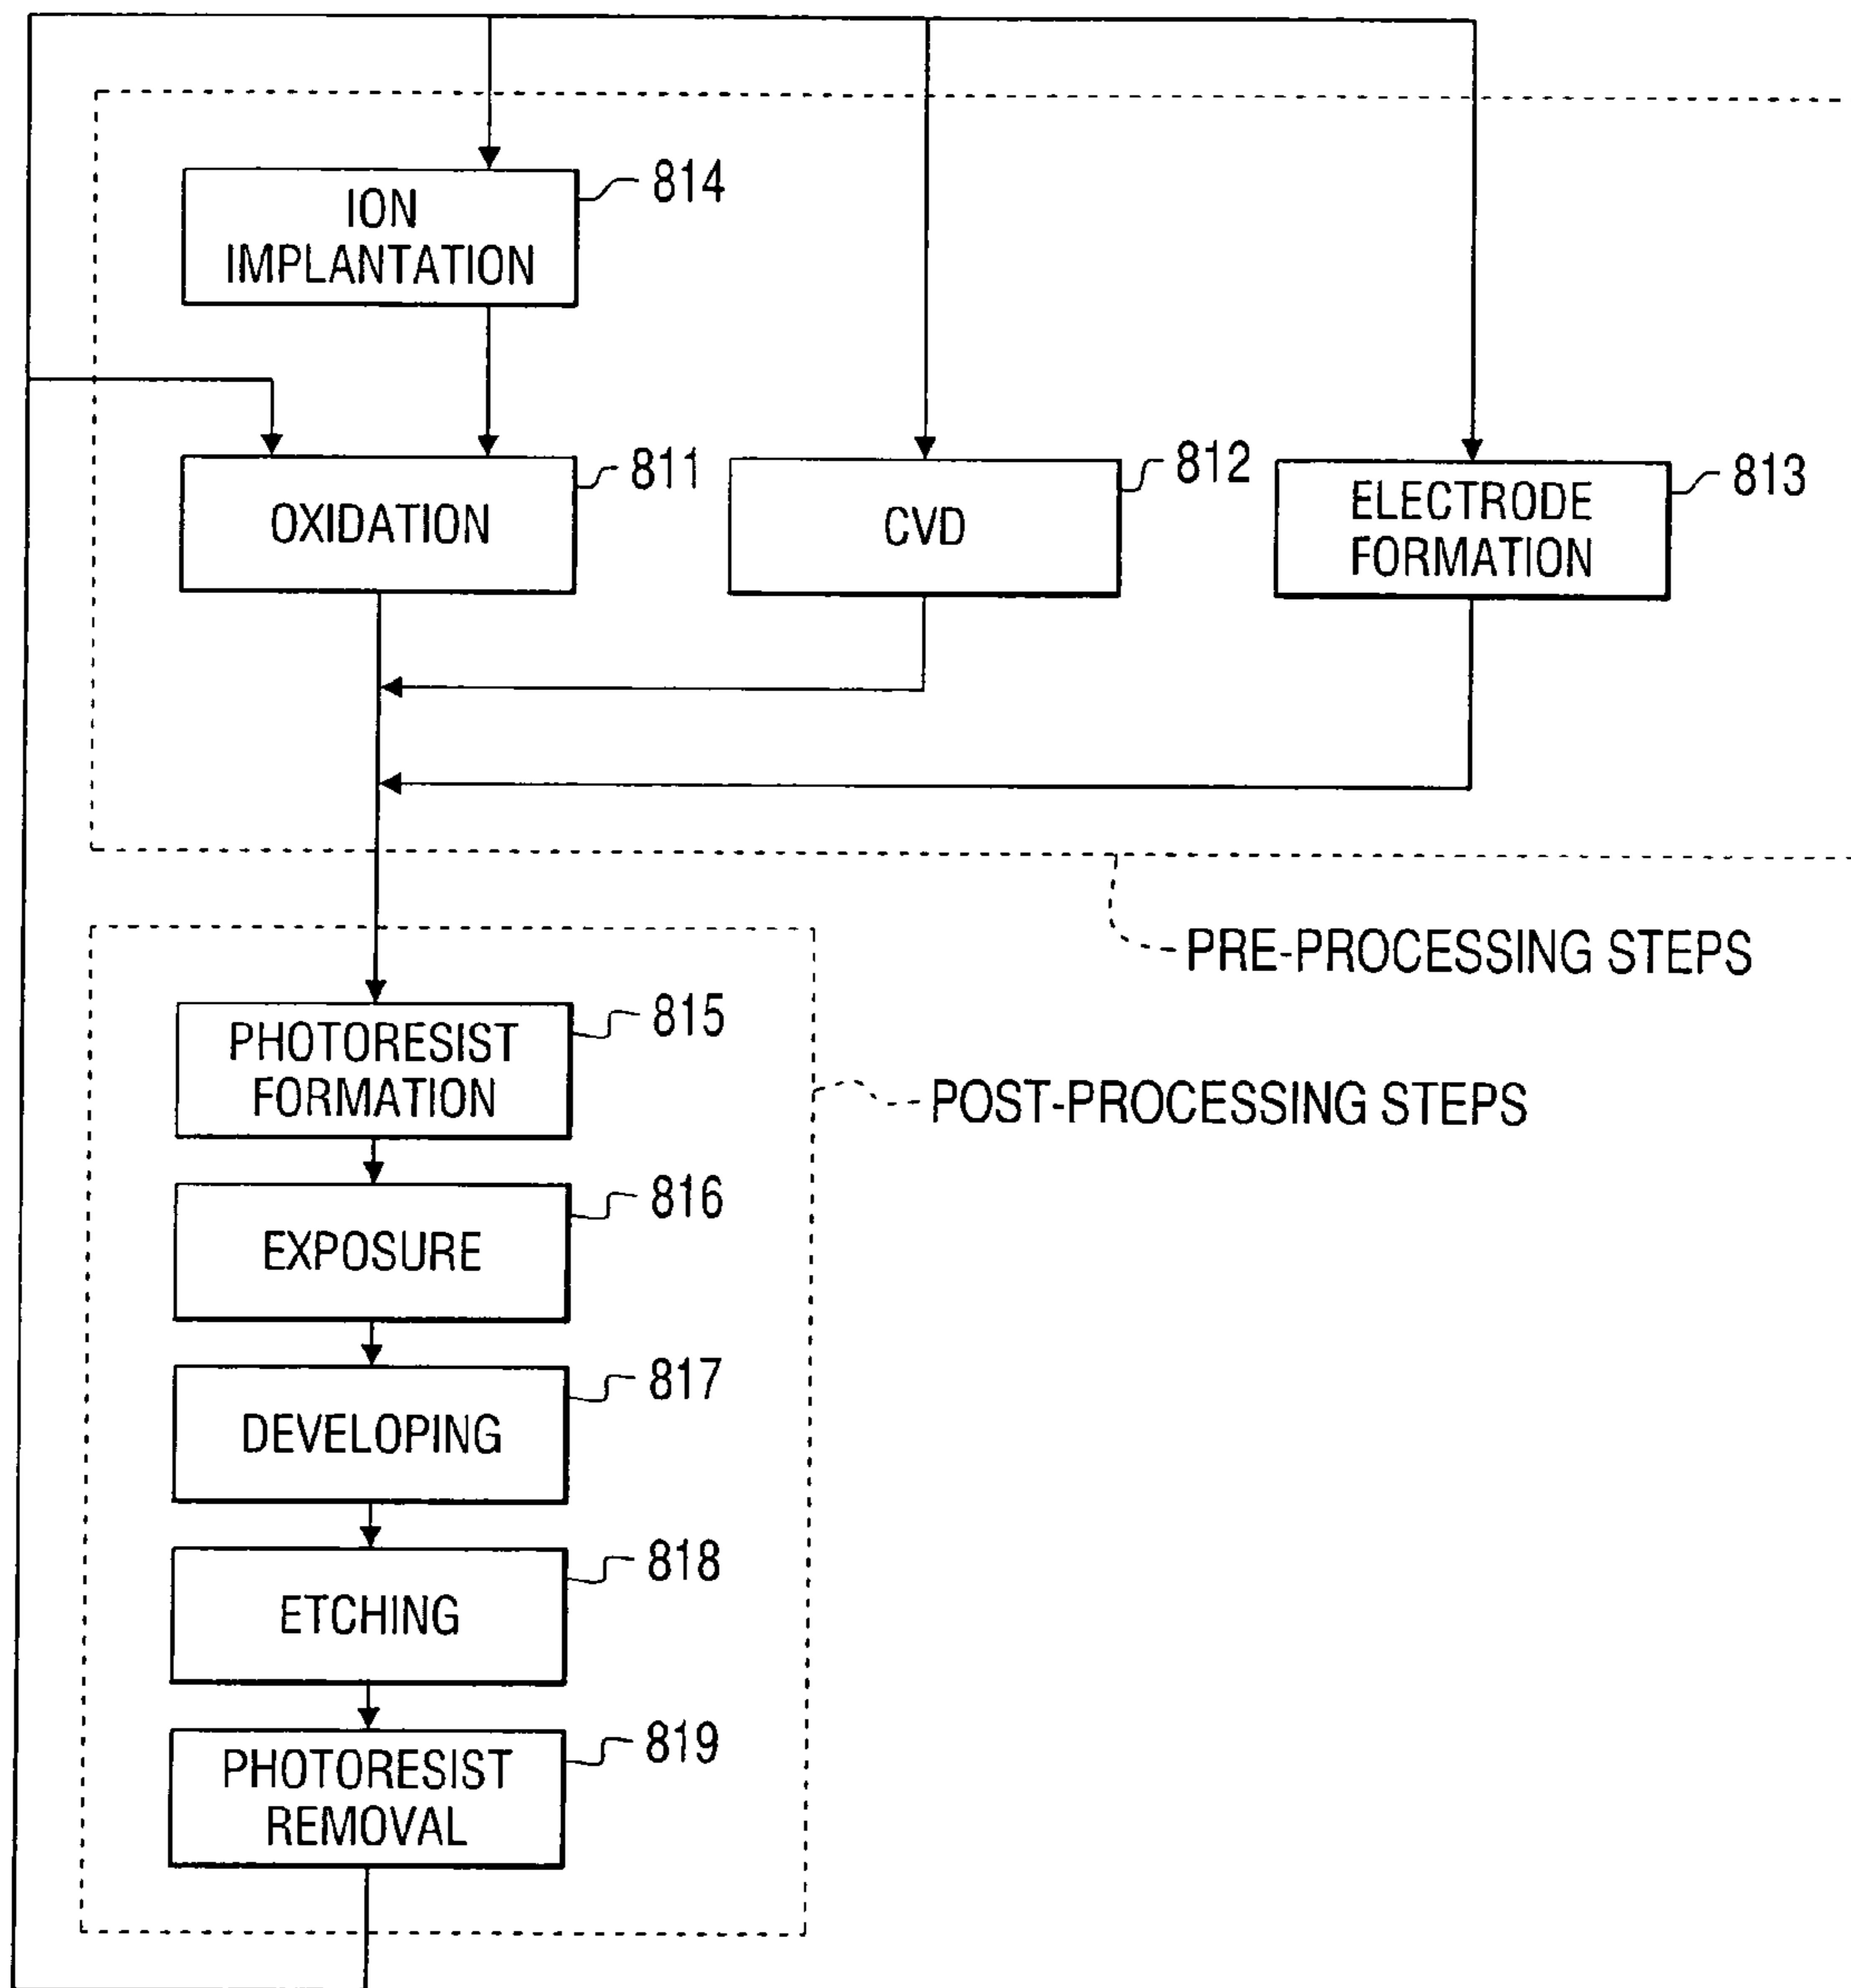 ION
IMPLANTATION
814
OXIDATION
811
CVD
812
ELECTRODE
FORMATION
813
PRE-PROCESSING STEPS
PHOTORESIST
FORMATION
815
POST-PROCESSING STEPS
EXPOSURE
816
DEVELOPING
817
ETCHING
818
PHOTORESIST
REMOVAL
819